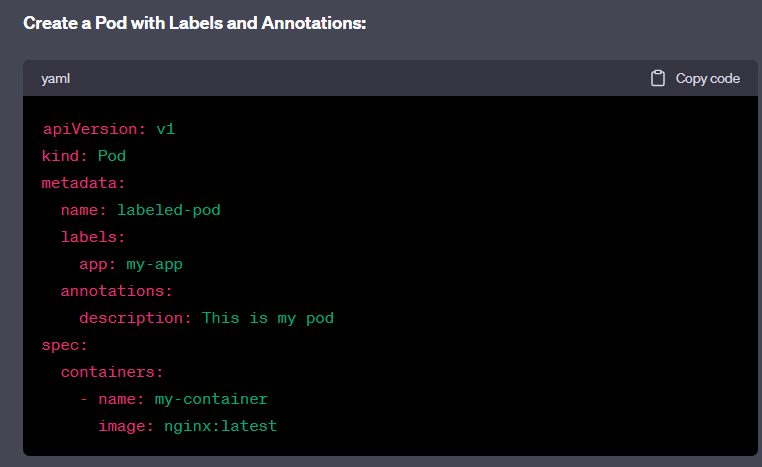 Create a Pod with Labels and Annotations:
yaml
Copy code
apiVersion: v1
kind: Pod
metadata:
  name: labeled-pod
  labels:
    app: my-app
  annotations:
    description: This is my pod
spec:
  containers:
    - name: my-container
      image: nginx:latest